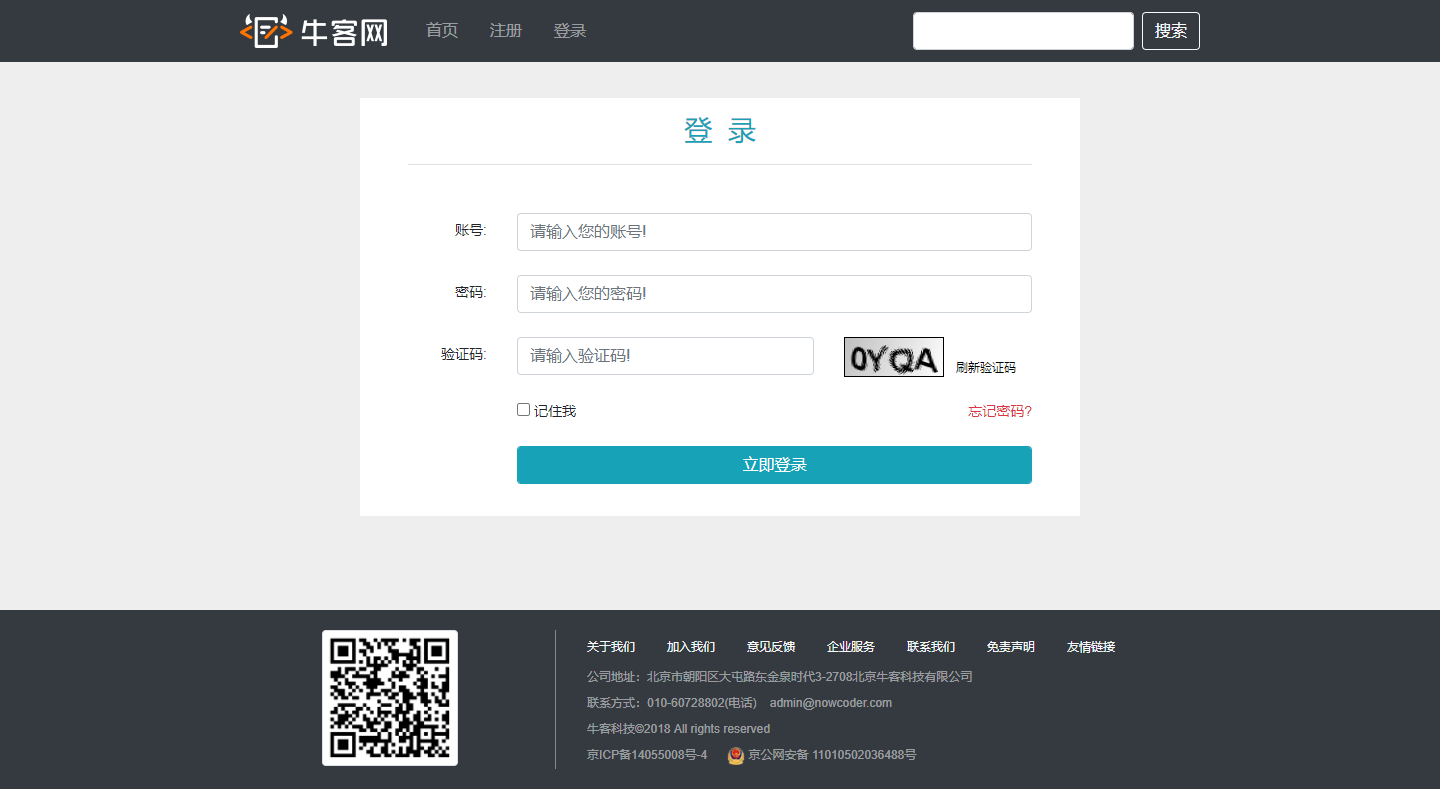 牛客网 首页 注册 登录 搜索
登 录
账号: 请输入您的账号!
密码: 请输入您的密码!
验证码: 请输入验证码! 0YQA 刷新验证码
记住我 忘记密码?
立即登录
关于我们 加入我们 意见反馈 企业服务 联系我们 免责声明 友情链接
公司地址：北京市朝阳区大屯路东金泉时代3-2708北京牛客科技有限公司
联系方式：010-60728802(电话) admin@nowcoder.com
牛客科技©2018 All rights reserved
京ICP备14055008号-4 京公网安备 11010502036488号